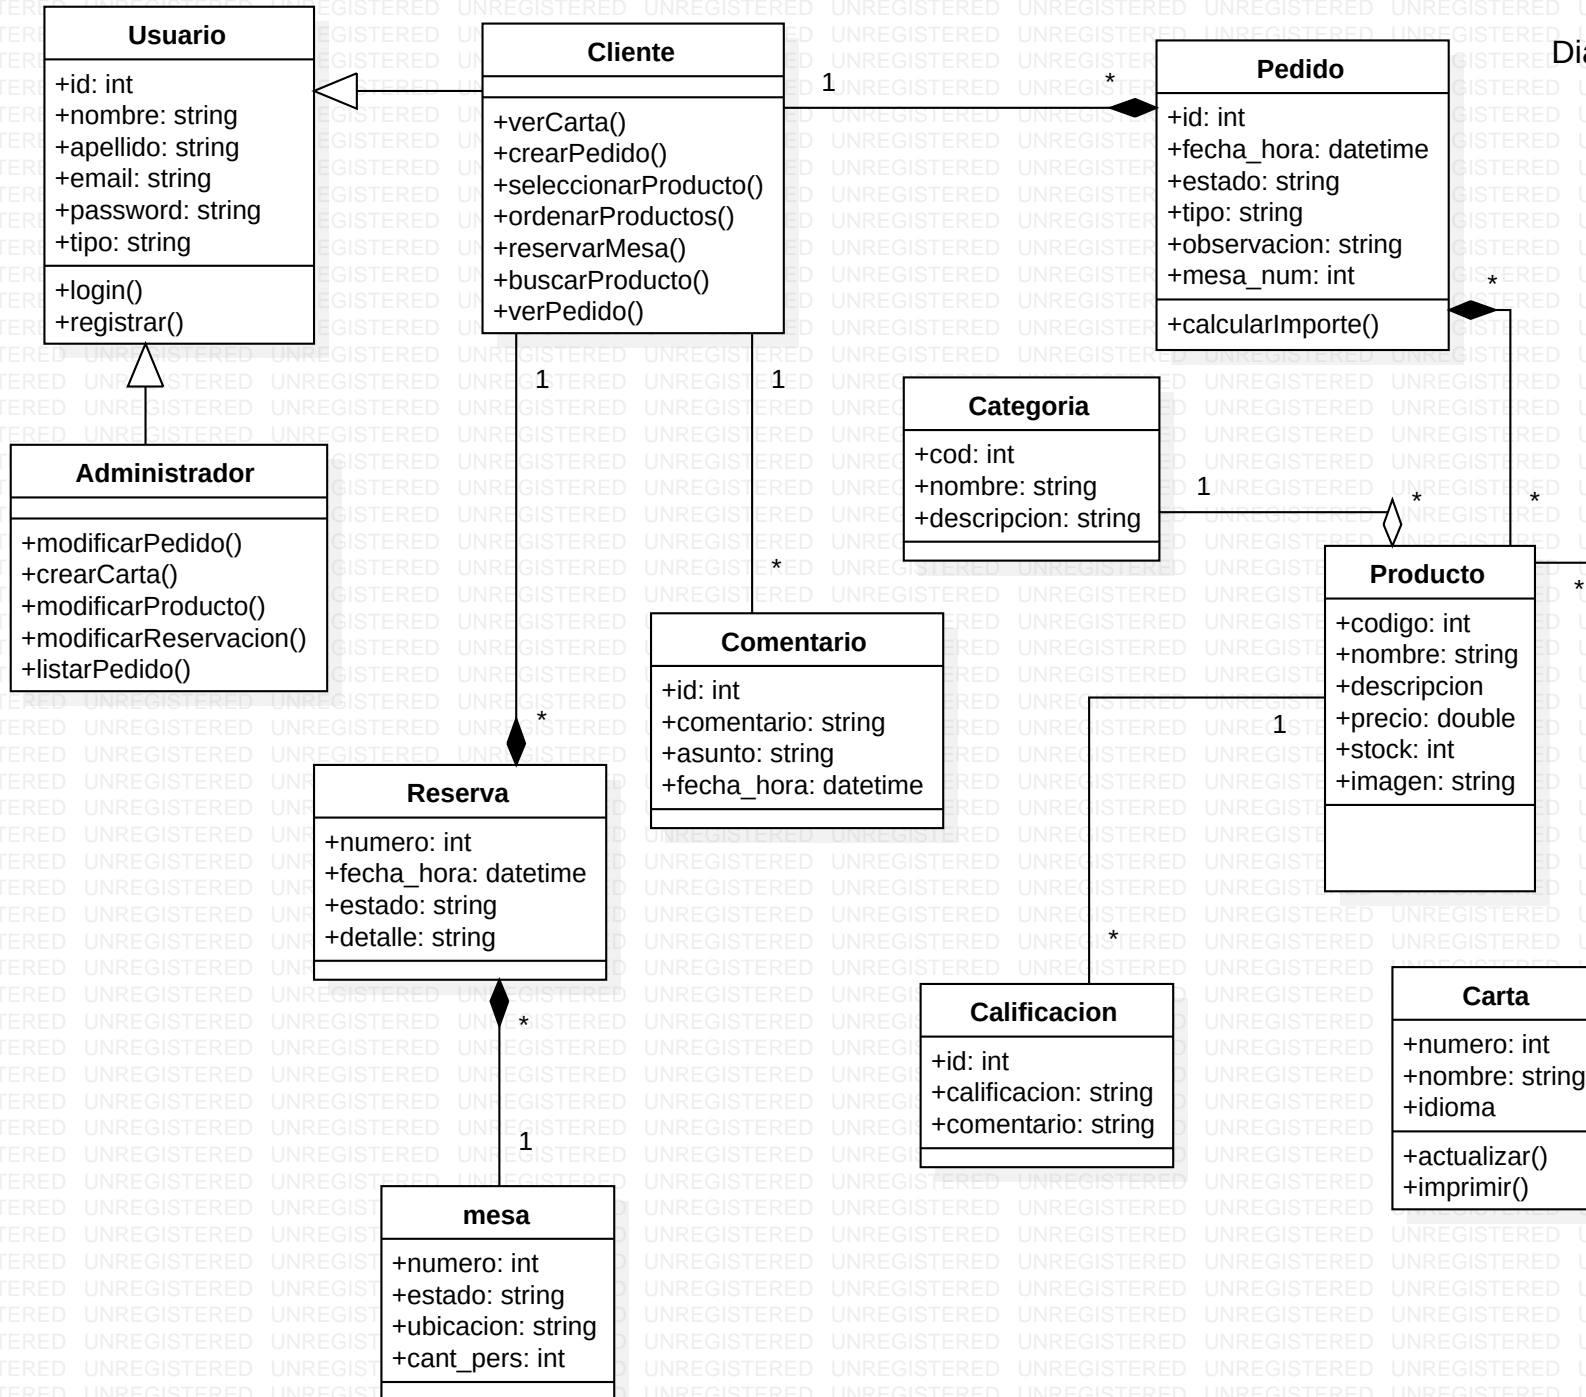 Usuario
+id: int
+nombre: string
+apellido: string
+email: string
+password: string
+tipo: string
+login()
+registrar()
Cliente
+verCarta()
+crearPedido()
+seleccionarProducto()
+ordenarProductos()
+reservarMesa()
+buscarProducto()
+verPedido()
1
*
Pedido
+id: int
+fecha_hora: datetime
+estado: string
+tipo: string
+observacion: string
+mesa_num: int
+calcularImporte()
*
*
1
1
*
*
Administrador
+modificarPedido()
+crearCarta()
+modificarProducto()
+modificarReservacion()
+listarPedido()
Categoria
+cod: int
+nombre: string
+descripcion: string
1
*
Comentario
+id: int
+comentario: string
+asunto: string
+fecha_hora: datetime
Producto
+codigo: int
+nombre: string
+descripcion
+precio: double
+stock: int
+imagen: string
*
1
*
Reserva
+numero: int
+fecha_hora: datetime
+estado: string
+detalle: string
*
1
Calificacion
+id: int
+calificacion: string
+comentario: string
Carta
+numero: int
+nombre: string
+idioma
+actualizar()
+imprimir()
mesa
+numero: int
+estado: string
+ubicacion: string
+cant_pers: int
UNREGISTERED